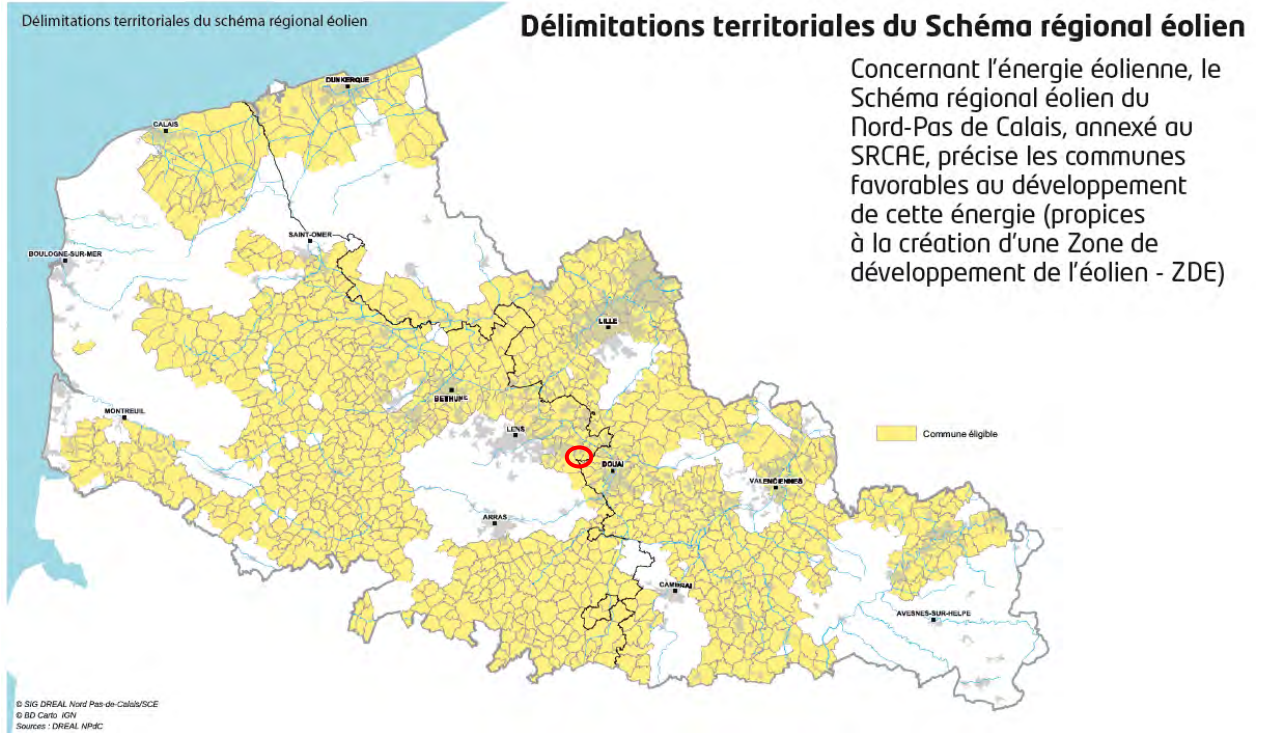 Délimitations territoriales du schéma régional éolien
Délimitations territoriales du Schéma régional éolien
Concernant l'énergie éolienne, le
Schéma régional éolien du
Nord-Pas de Calais, annexé au
SRCAE, précise les communes
favorables au développement
de cette énergie (propices
à la création d'une Zone de
développement de l'éolien - ZDE)
DUNKERQUE
CALAIS
SAINT-OMER
BOULOGNE-SUR-MER
LILLE
BETHUNE
MONTREUIL
LENS
Commune éligible
DOUAI
VALENCIENNES
ARRAS
CAMBRAI
AVESNES-SUR-HELPE
© SIG DREAL Nord Pas-de-Calais/SCE
© BD Carto IGN
Sources : DREAL NPdC